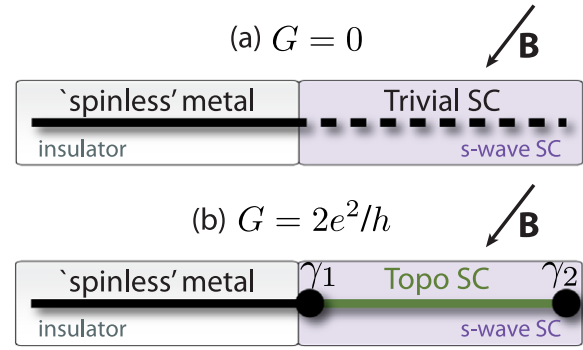 (a) G = 0
B
`spinless' metal
Trivial SC
insulator
s-wave SC
(b) G = 2e²/h
B
`spinless' metal
γ1
Topo SC
γ2
insulator
s-wave SC